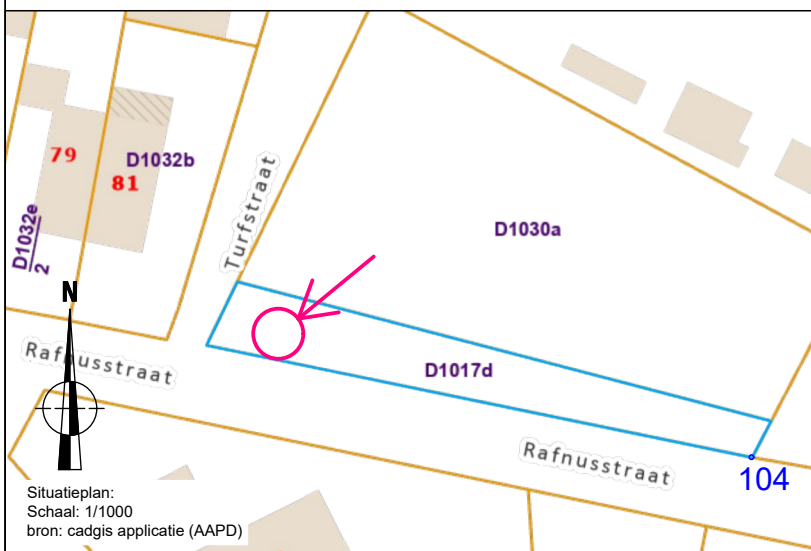 79
D1032b
81
D1032e
2
Turfstraat
D1030a
N
Rafnusstraat
D1017d
Rafnusstraat
104
Situatieplan:
Schaal: 1/1000
bron: cadgis applicatie (AAPD)